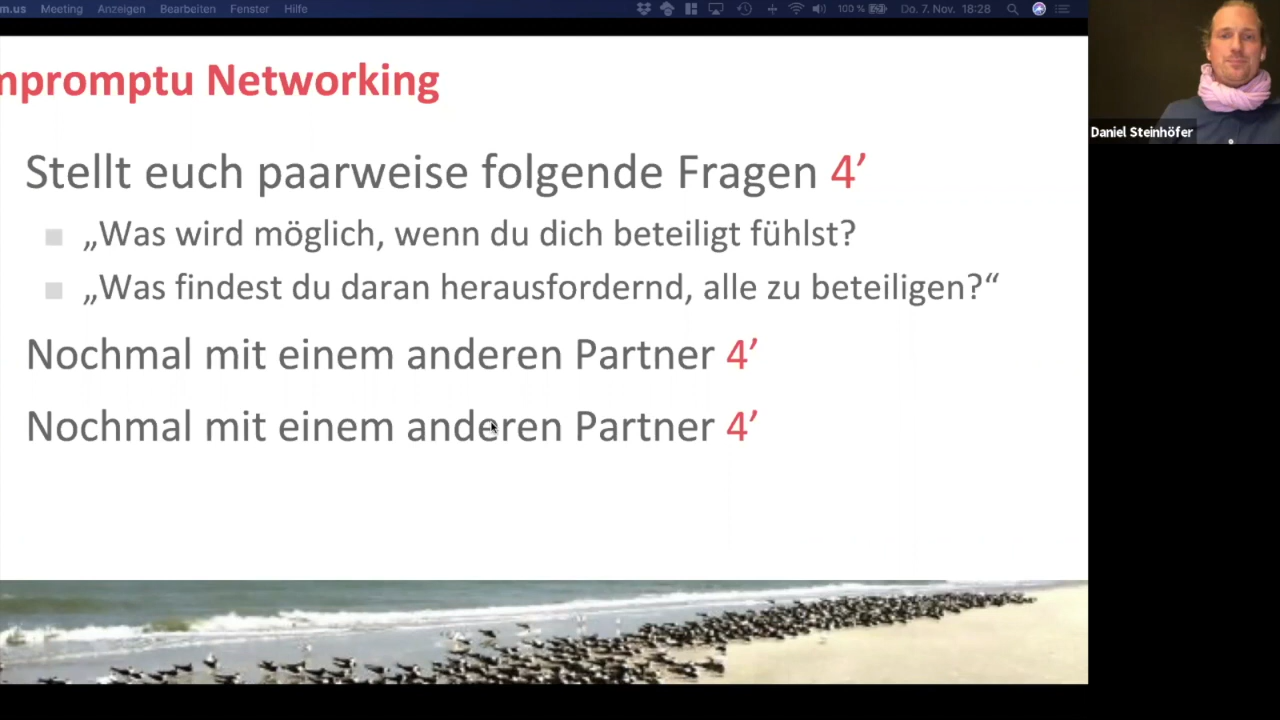 m.us Meeting Anzeigen Bearbeiten Fenster Hilfe 100 % Do. 7. Nov. 18:28
mpromptu Networking
Stellt euch paarweise folgende Fragen 4’
„Was wird möglich, wenn du dich beteiligt fühlst?
„Was findest du daran herausfordernd, alle zu beteiligen?“
Nochmal mit einem anderen Partner 4’
Nochmal mit einem anderen Partner 4’
Daniel Steinhöfer